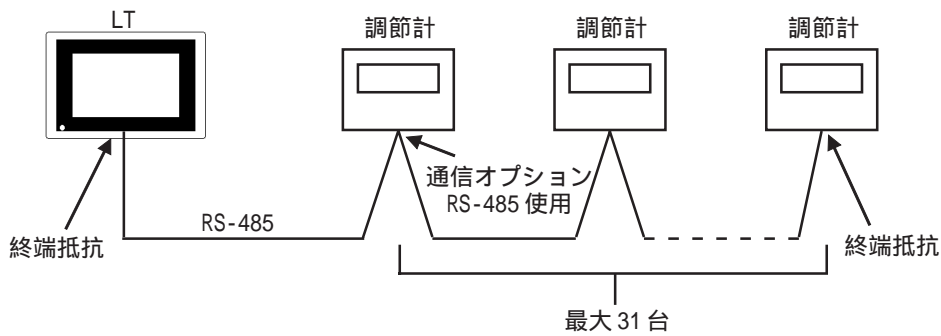 LT
調節計
調節計
調節計
通信オプション
RS-485 使用
RS-485
終端抵抗
終端抵抗
最大 31 台